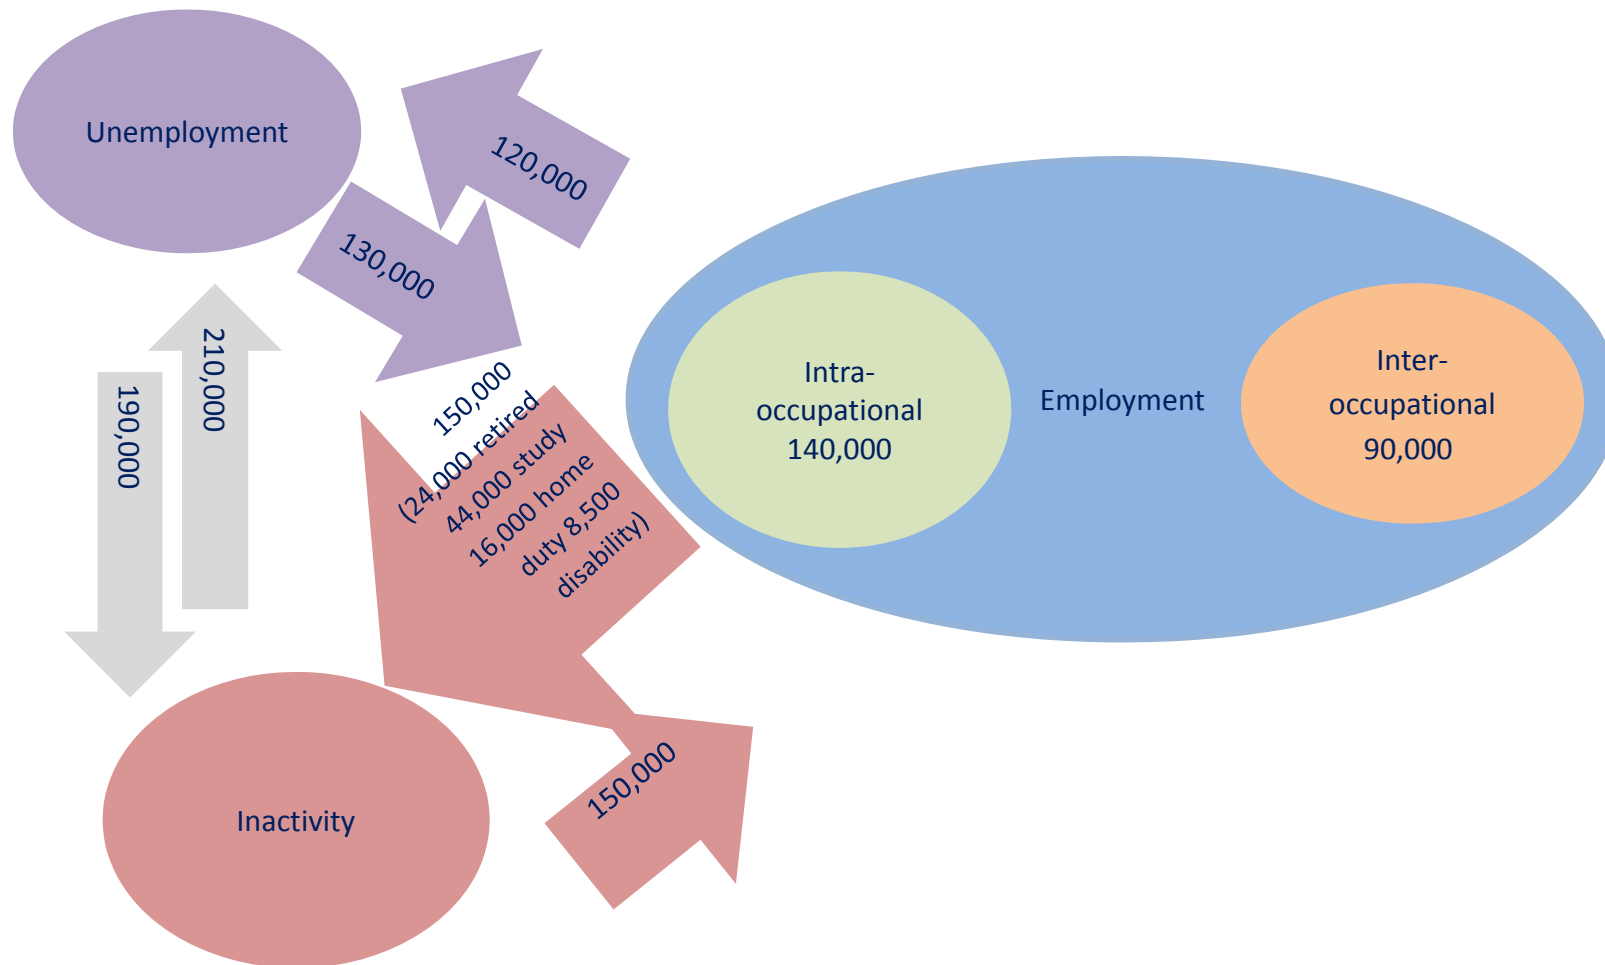 Unemployment
120,000
130,000
210,000
190,000
150,000
(24,000 retired
44,000 study
16,000 home
duty 8,500
disability)
Intra-
occupational
140,000
Employment
Inter-
occupational
90,000
150,000
Inactivity